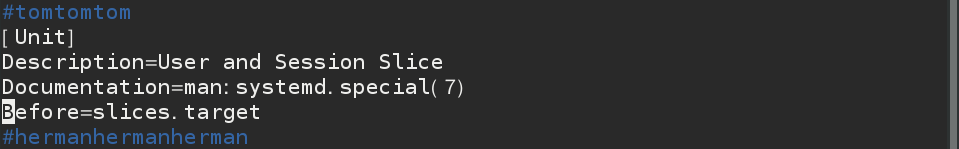 #tomtomtom
[Unit]
Description=User and Session Slice
Documentation=man:systemd.special(7)
Before=slices.target
#hermanhermanherman